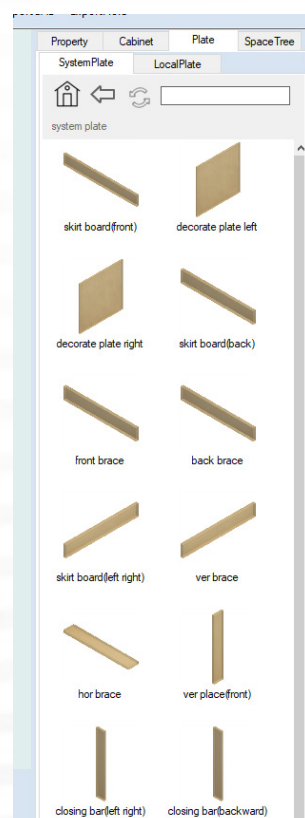 Property Cabinet Plate SpaceTree
SystemPlate LocalPlate
system plate
skirt board(front) decorate plate left
decorate plate right skirt board(back)
front brace back brace
skirt board(left right) ver brace
hor brace ver place(front)
closing bar(left right) closing bar(backward)